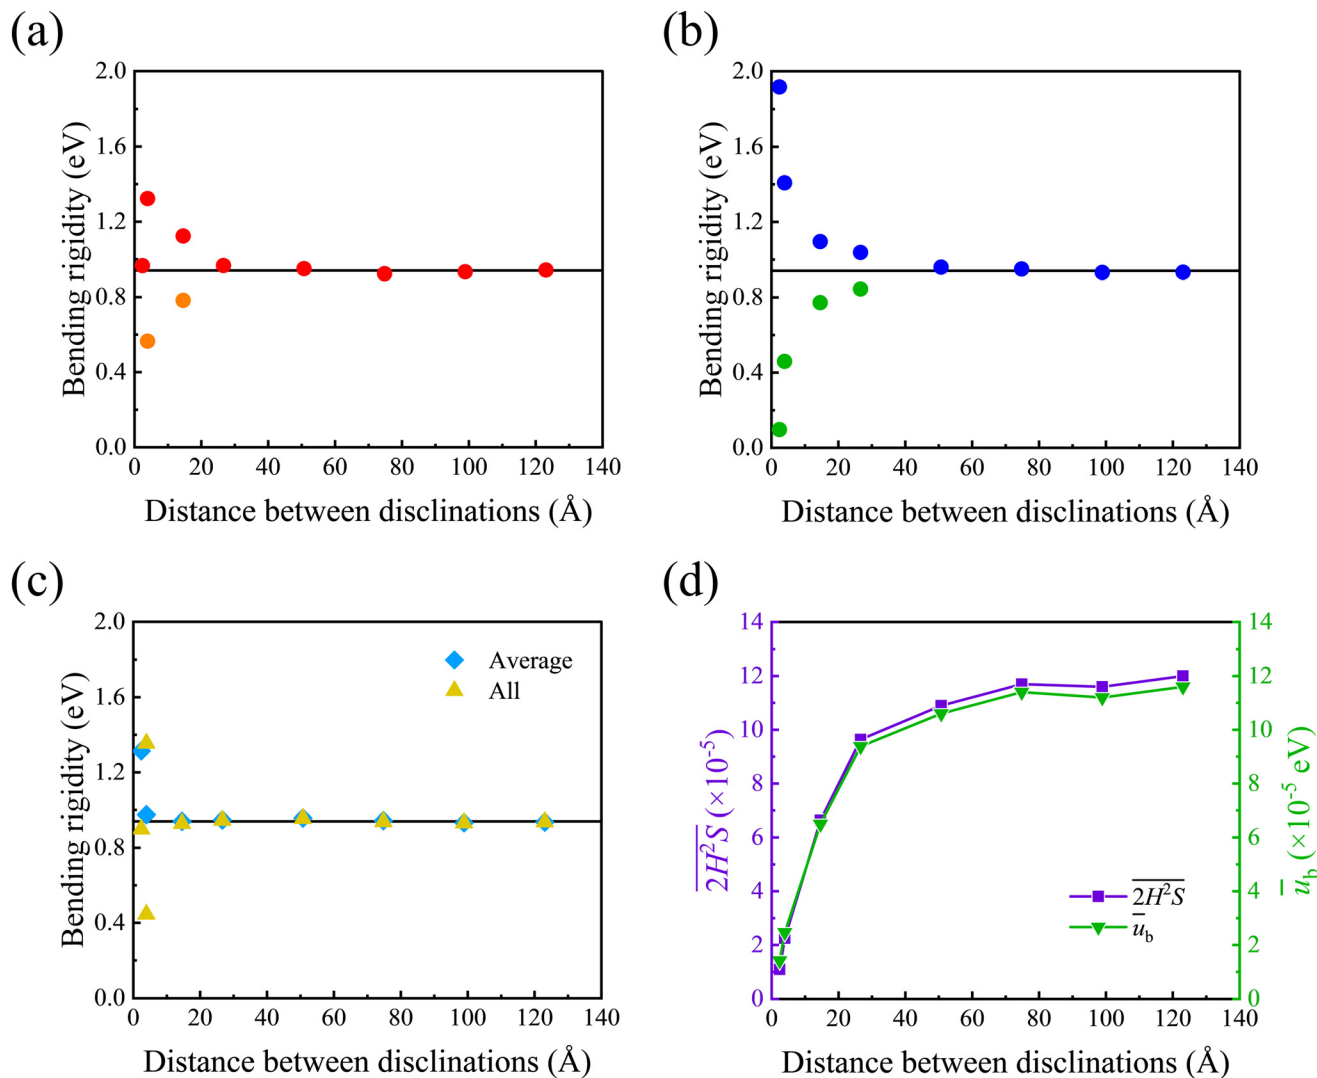 (a)
2.0
1.6
1.2
0.8
0.4
0.0
Bending rigidity (eV)
0 20 40 60 80 100 120 140
Distance between disclinations (Å)
(b)
2.0
1.6
1.2
0.8
0.4
0.0
Bending rigidity (eV)
0 20 40 60 80 100 120 140
Distance between disclinations (Å)
(c)
2.0
1.6
1.2
0.8
0.4
0.0
Bending rigidity (eV)
Average
All
0 20 40 60 80 100 120 140
Distance between disclinations (Å)
(d)
14
12
10
8
6
4
2
0
2H²S (×10⁻⁵)
14
12
10
8
6
4
2
0
u̅_b (×10⁻⁵ eV)
2H²S
u̅_b
0 20 40 60 80 100 120 140
Distance between disclinations (Å)